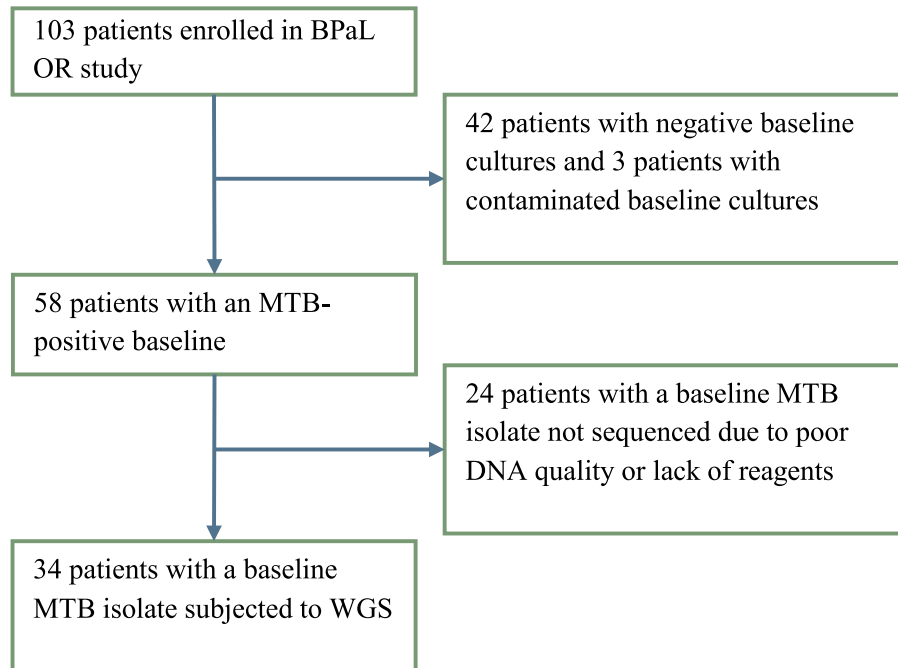 103 patients enrolled in BPaL
OR study
42 patients with negative baseline
cultures and 3 patients with
contaminated baseline cultures
58 patients with an MTB-
positive baseline
24 patients with a baseline MTB
isolate not sequenced due to poor
DNA quality or lack of reagents
34 patients with a baseline
MTB isolate subjected to WGS